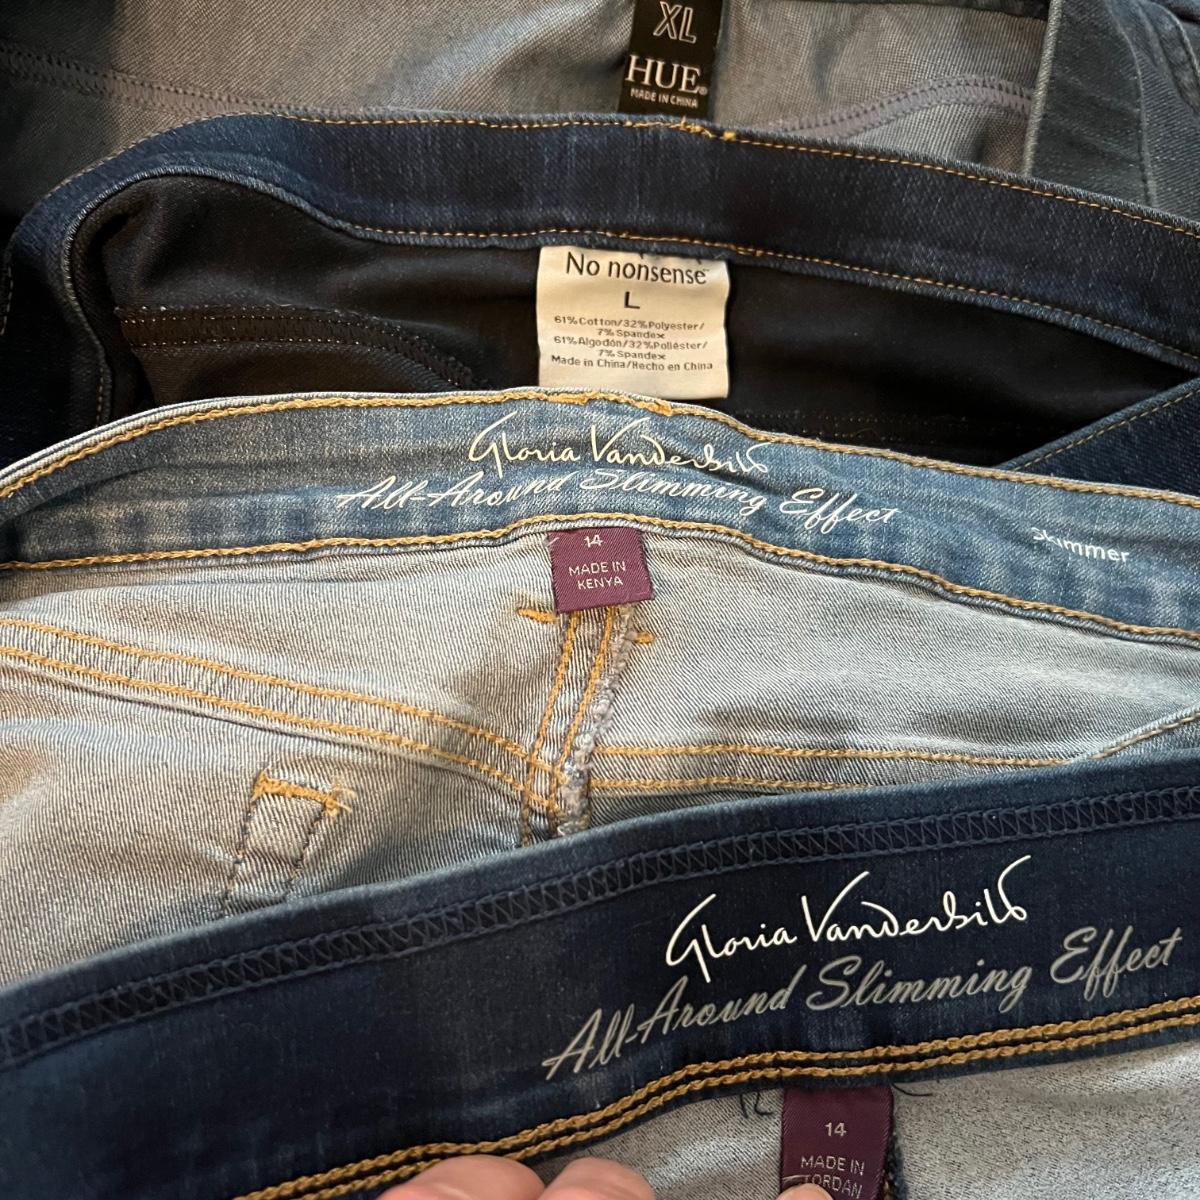 XL
HUE®
MADE IN CHINA
No nonsense™
L
61%Cotton/32%Polyester/
7% Spandex
61%Algodón/32%Poliéster/
7% Spandex
Made in China/Hecho en China
Gloria Vanderbilt
All-Around Slimming Effect
skimmer
14
MADE IN
KENYA
Gloria Vanderbilt
All-Around Slimming Effect
14
MADE IN
JORDAN